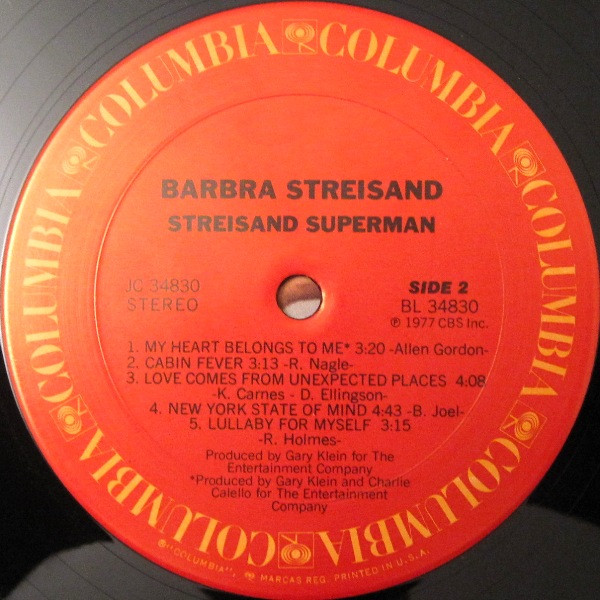 COLUMBIA COLUMBIA COLUMBIA COLUMBIA COLUMBIA COLUMBIA
BARBRA STREISAND
STREISAND SUPERMAN
JC 34830 SIDE 2
STEREO BL 34830
℗ 1977 CBS Inc.
1. MY HEART BELONGS TO ME* 3:20 -Allen Gordon-
2. CABIN FEVER 3:13 -R. Nagle-
3. LOVE COMES FROM UNEXPECTED PLACES 4:08
-K. Carnes - D. Ellingson-
4. NEW YORK STATE OF MIND 4:43 -B. Joel-
5. LULLABY FOR MYSELF 3:15
-R. Holmes-
Produced by Gary Klein for The
Entertainment Company
*Produced by Gary Klein and Charlie
Calello for The Entertainment
Company
®"COLUMBIA", MARCAS REG. PRINTED IN U.S.A.